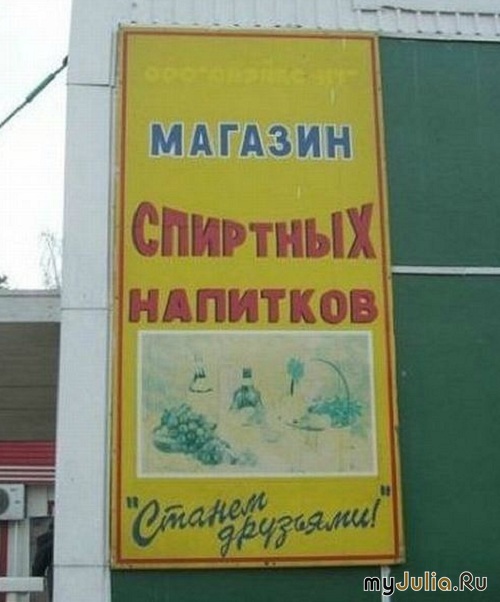 МАГАЗИН
СПИРТНЫХ
НАПИТКОВ
"Станем
друзьями!"
myJulia.Ru